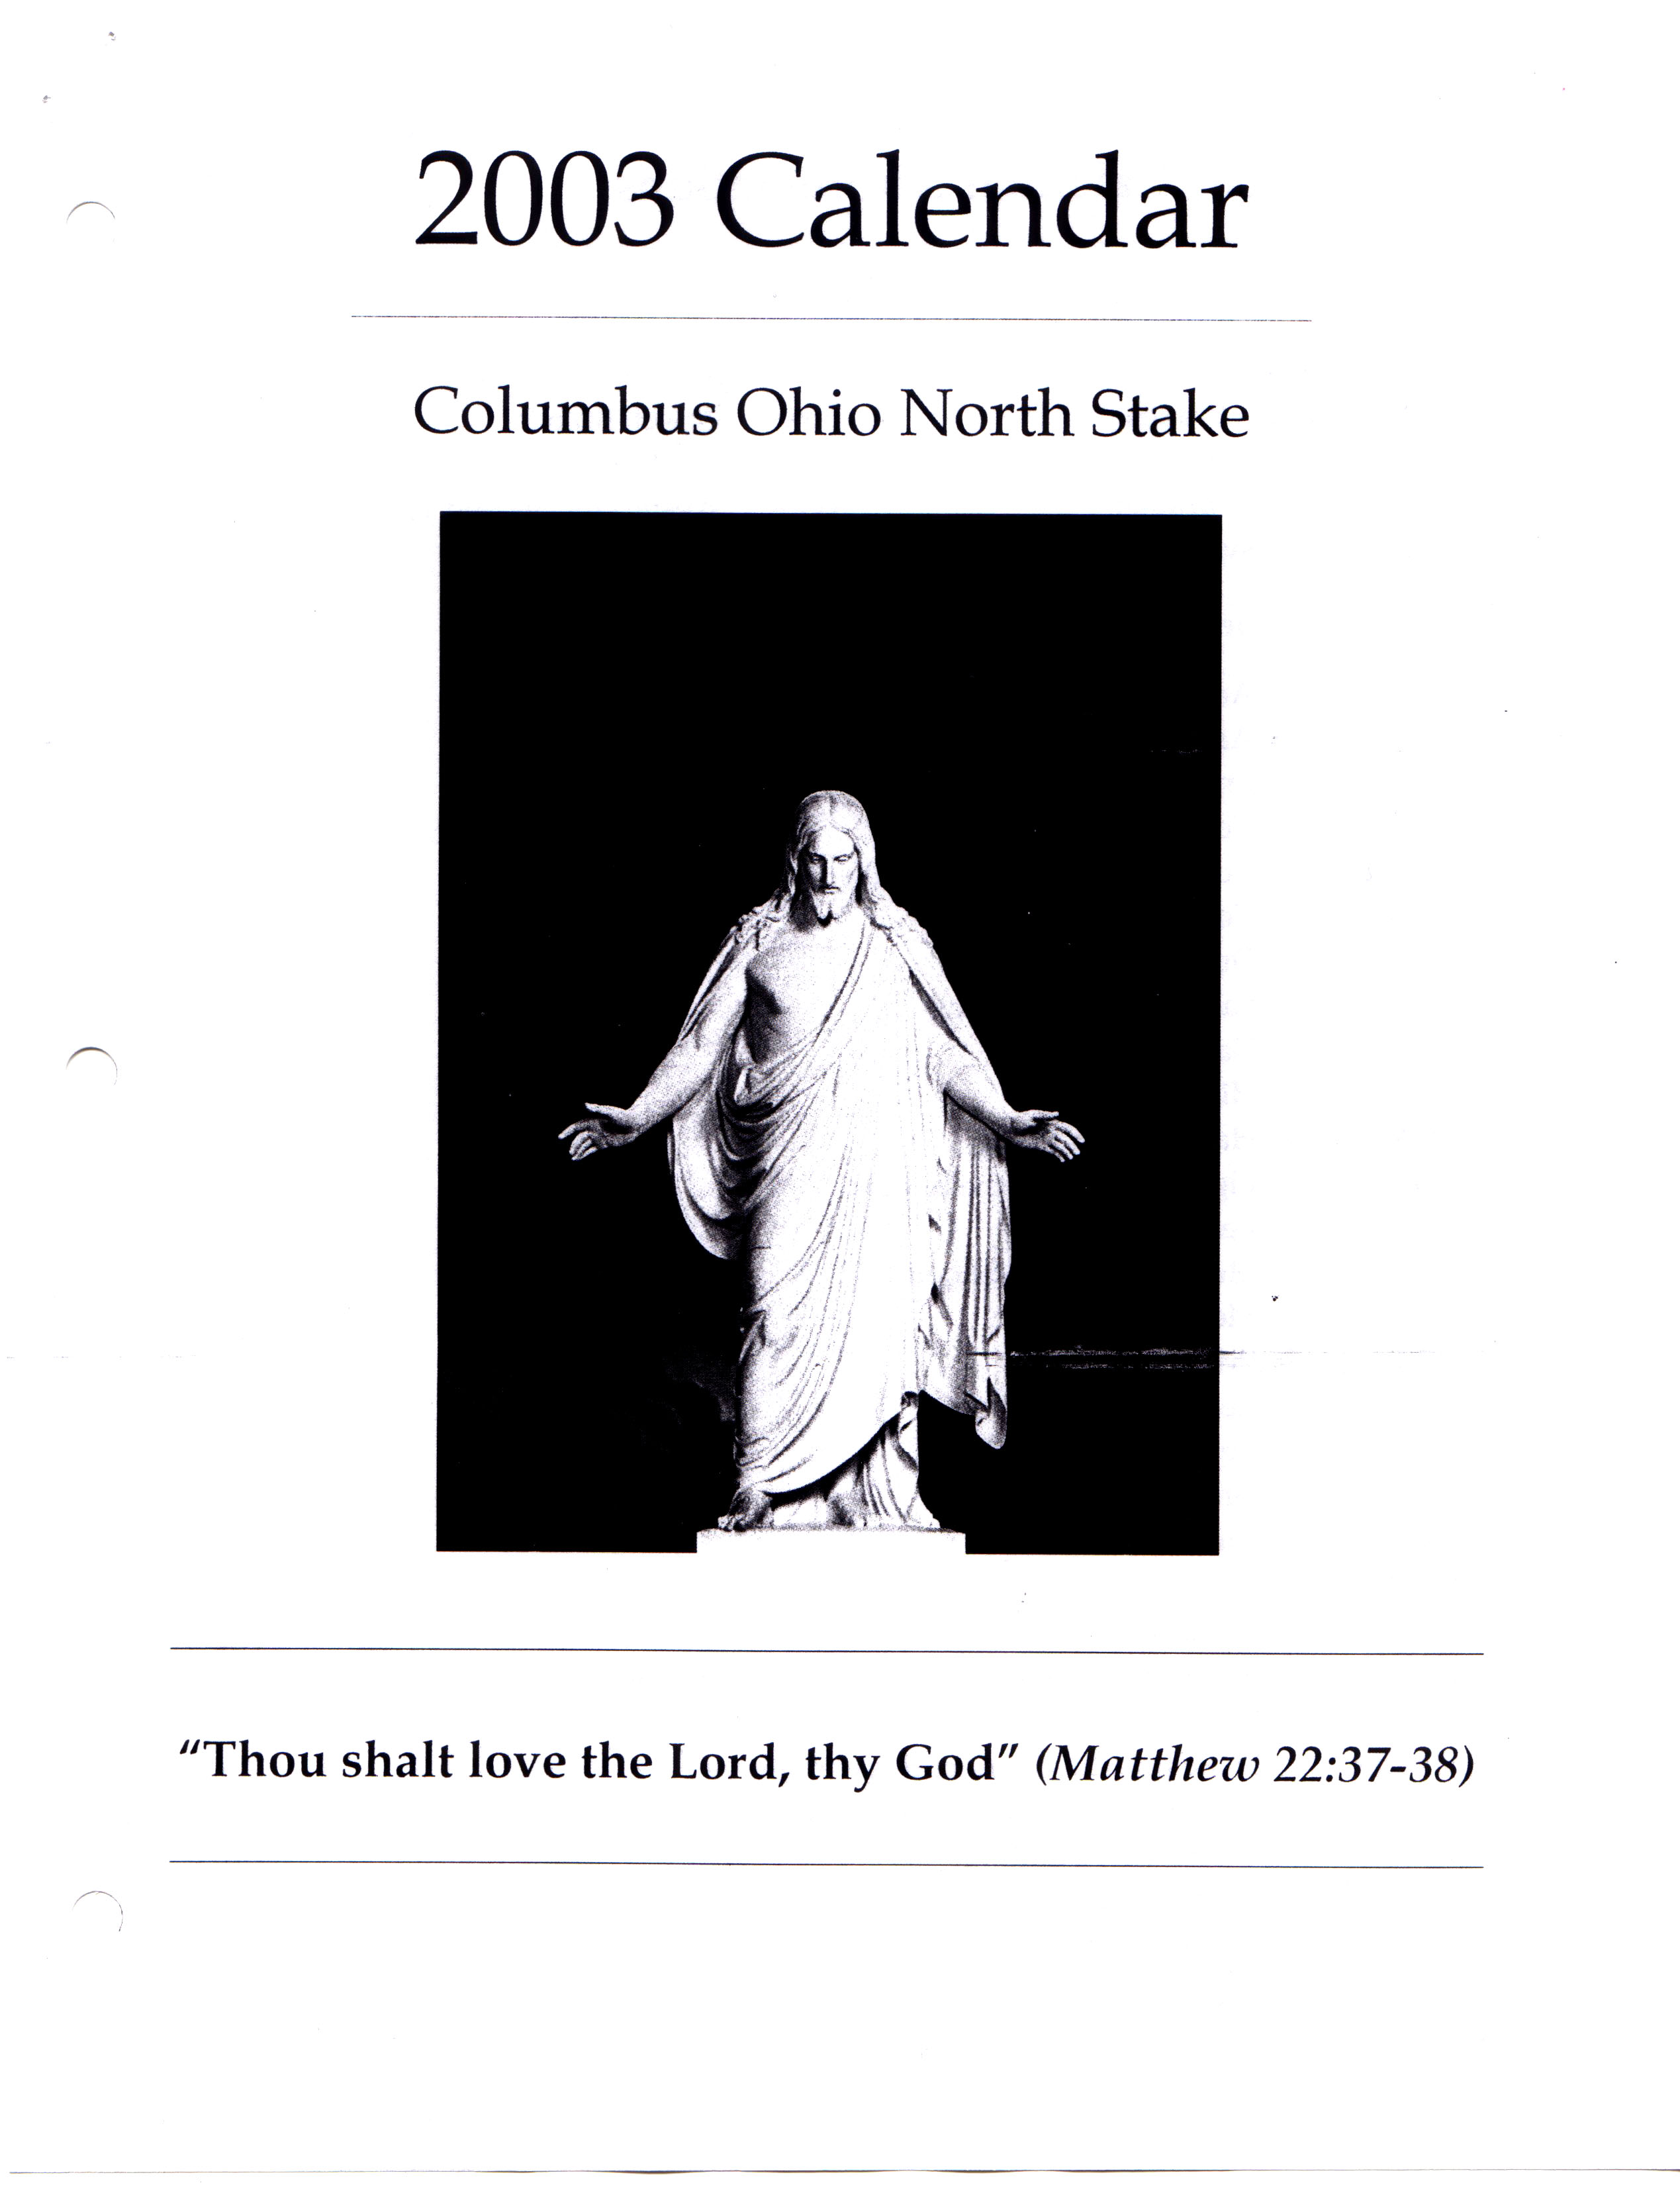 2003 Calendar
Columbus Ohio North Stake
“Thou shalt love the Lord, thy God” (Matthew 22:37-38)